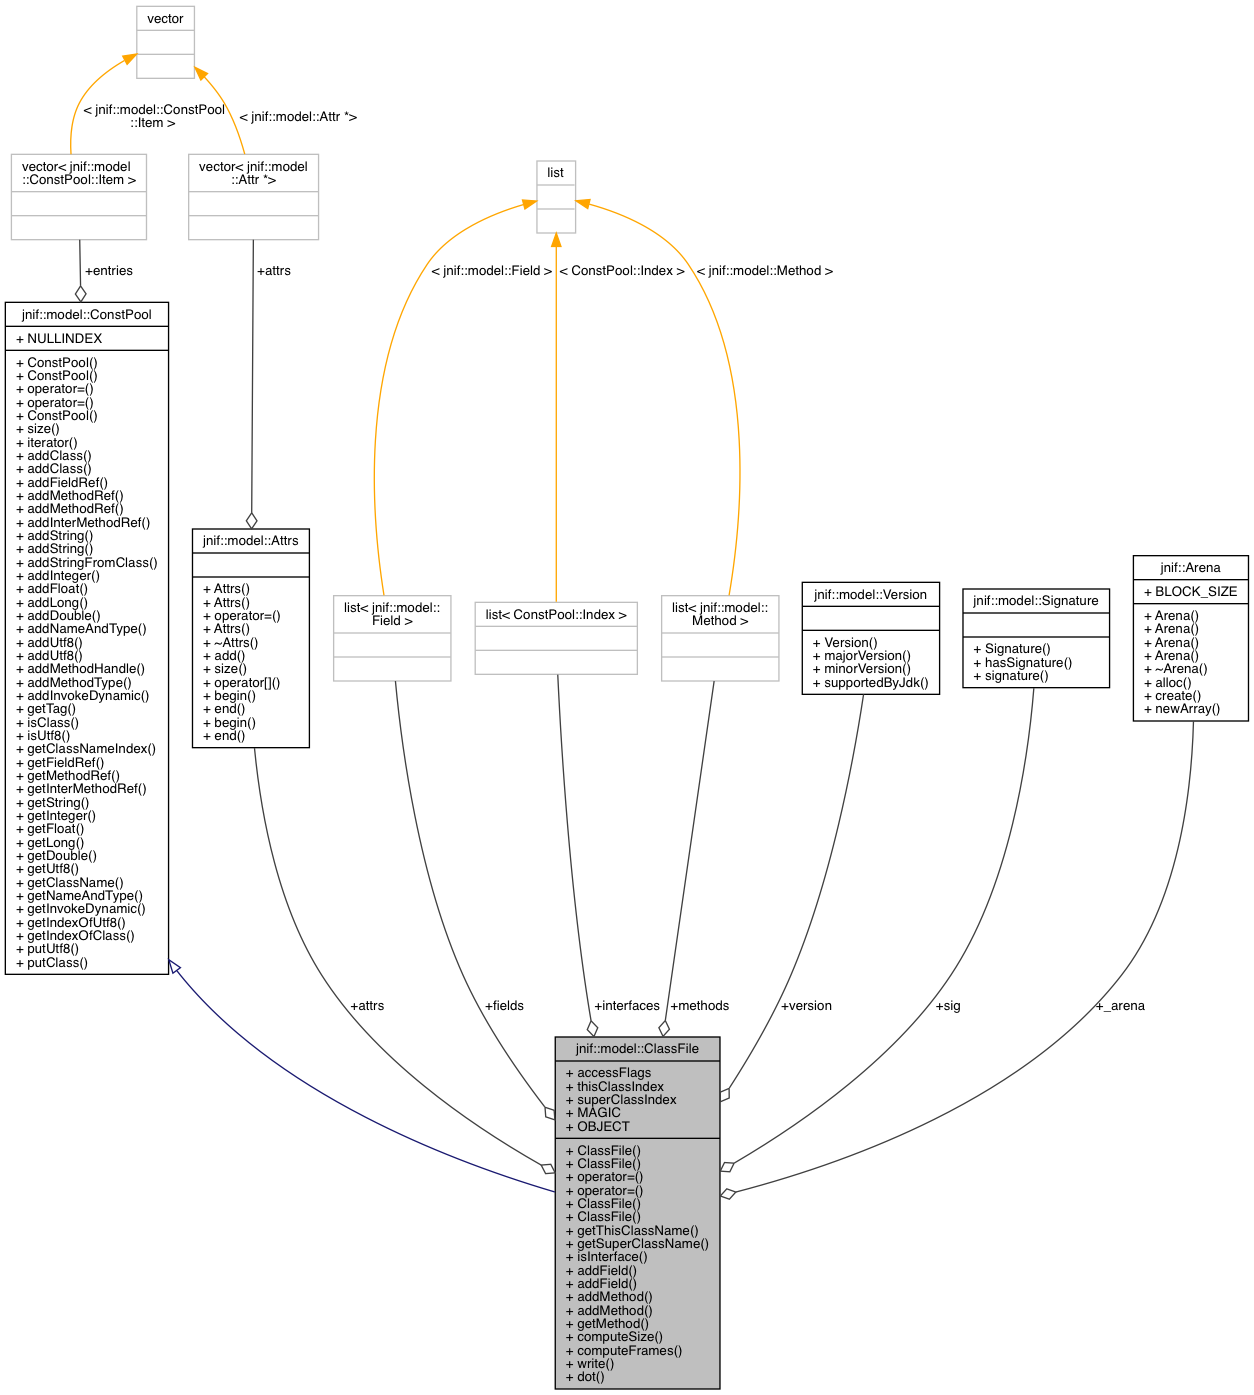 vector
< jnif::model::ConstPool
::Item >
< jnif::model::Attr *>
vector< jnif::model
::ConstPool::Item >
vector< jnif::model
::Attr *>
list
+entries
+attrs
< jnif::model::Field >
< ConstPool::Index >
< jnif::model::Method >
jnif::model::ConstPool
+ NULLINDEX
+ ConstPool()
+ ConstPool()
+ operator=()
+ operator=()
+ ConstPool()
+ size()
+ iterator()
+ addClass()
+ addClass()
+ addFieldRef()
+ addMethodRef()
+ addMethodRef()
+ addInterMethodRef()
+ addString()
+ addString()
+ addStringFromClass()
+ addInteger()
+ addFloat()
+ addLong()
+ addDouble()
+ addNameAndType()
+ addUtf8()
+ addUtf8()
+ addMethodHandle()
+ addMethodType()
+ addInvokeDynamic()
+ getTag()
+ isClass()
+ isUtf8()
+ getClassNameIndex()
+ getFieldRef()
+ getMethodRef()
+ getInterMethodRef()
+ getString()
+ getInteger()
+ getFloat()
+ getLong()
+ getDouble()
+ getUtf8()
+ getClassName()
+ getNameAndType()
+ getInvokeDynamic()
+ getIndexOfUtf8()
+ getIndexOfClass()
+ putUtf8()
+ putClass()
jnif::model::Attrs
+ Attrs()
+ Attrs()
+ operator=()
+ Attrs()
+ ~Attrs()
+ add()
+ size()
+ operator[]()
+ begin()
+ end()
+ begin()
+ end()
list< jnif::model::
Field >
list< ConstPool::Index >
list< jnif::model::
Method >
jnif::model::Version
+ Version()
+ majorVersion()
+ minorVersion()
+ supportedByJdk()
jnif::model::Signature
+ Signature()
+ hasSignature()
+ signature()
jnif::Arena
+ BLOCK_SIZE
+ Arena()
+ Arena()
+ Arena()
+ Arena()
+ ~Arena()
+ alloc()
+ create()
+ newArray()
+attrs
+fields
+interfaces
+methods
+version
+sig
+_arena
jnif::model::ClassFile
+ accessFlags
+ thisClassIndex
+ superClassIndex
+ MAGIC
+ OBJECT
+ ClassFile()
+ ClassFile()
+ operator=()
+ operator=()
+ ClassFile()
+ ClassFile()
+ getThisClassName()
+ getSuperClassName()
+ isInterface()
+ addField()
+ addField()
+ addMethod()
+ addMethod()
+ getMethod()
+ computeSize()
+ computeFrames()
+ write()
+ dot()